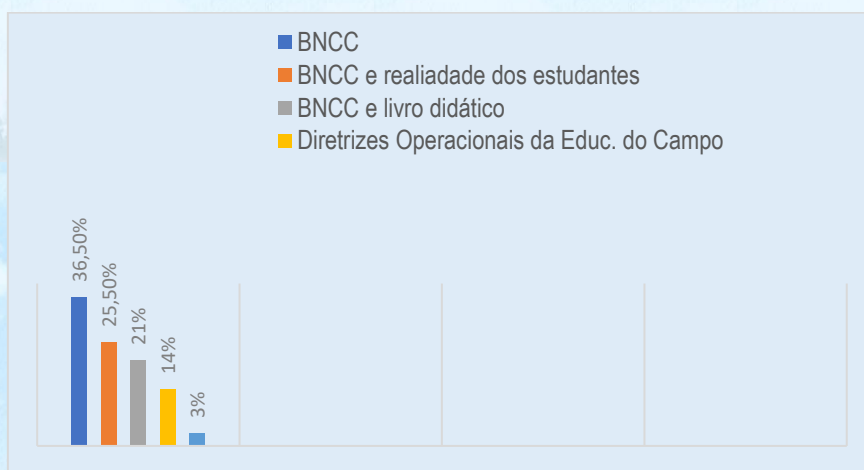 BNCC
BNCC e realiadade dos estudantes
BNCC e livro didático
Diretrizes Operacionais da Educ. do Campo
36,50%
25,50%
21%
14%
3%